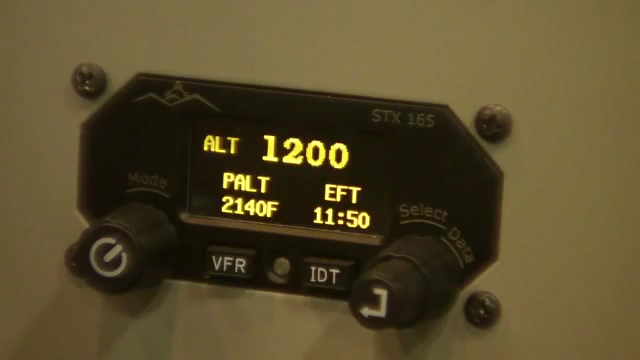 STX 165
ALT 1200
PALT EFT
2140F 11:50
Mode
Select
Data
VFR IDT